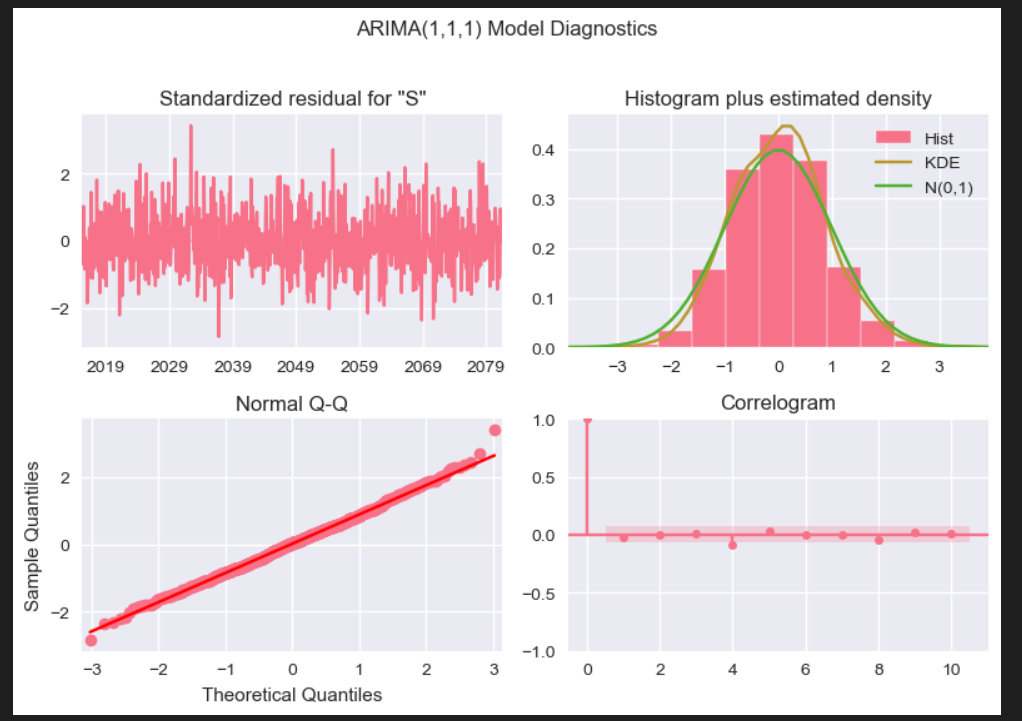 ARIMA(1,1,1) Model Diagnostics
Standardized residual for "S"
2
0
−2
2019 2029 2039 2049 2059 2069 2079
Histogram plus estimated density
Hist
KDE
N(0,1)
0.4
0.3
0.2
0.1
0.0
−3 −2 −1 0 1 2 3
Normal Q-Q
Sample Quantiles
2
0
−2
−3 −2 −1 0 1 2 3
Theoretical Quantiles
Correlogram
1.0
0.5
0.0
−0.5
−1.0
0 2 4 6 8 10